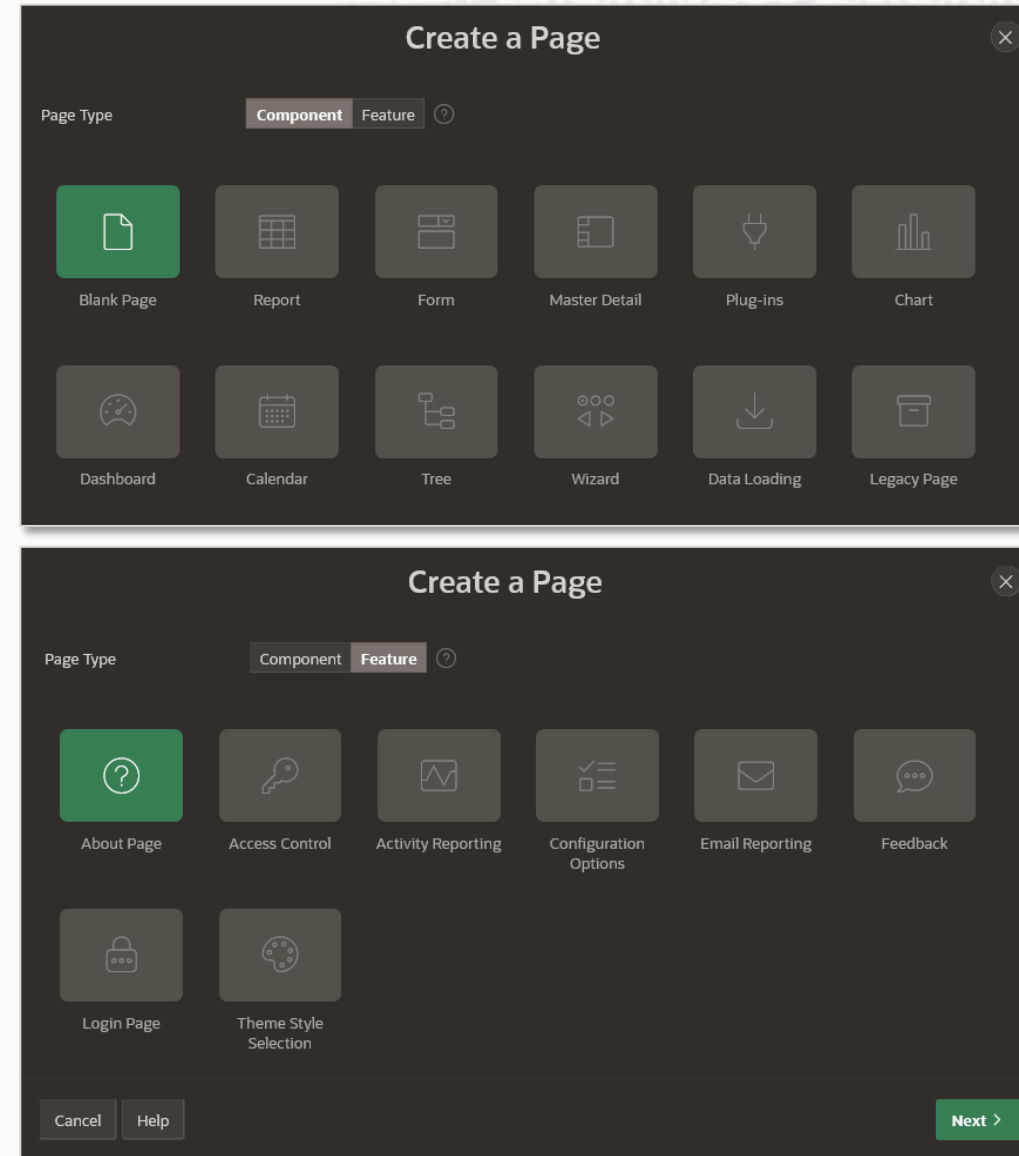 Create a Page
Page Type
Component Feature
Blank Page Report Form Master Detail Plug-ins Chart
Dashboard Calendar Tree Wizard Data Loading Legacy Page
Create a Page
Page Type
Component Feature
About Page Access Control Activity Reporting Configuration Options Email Reporting Feedback
Login Page Theme Style Selection
Cancel Help Next